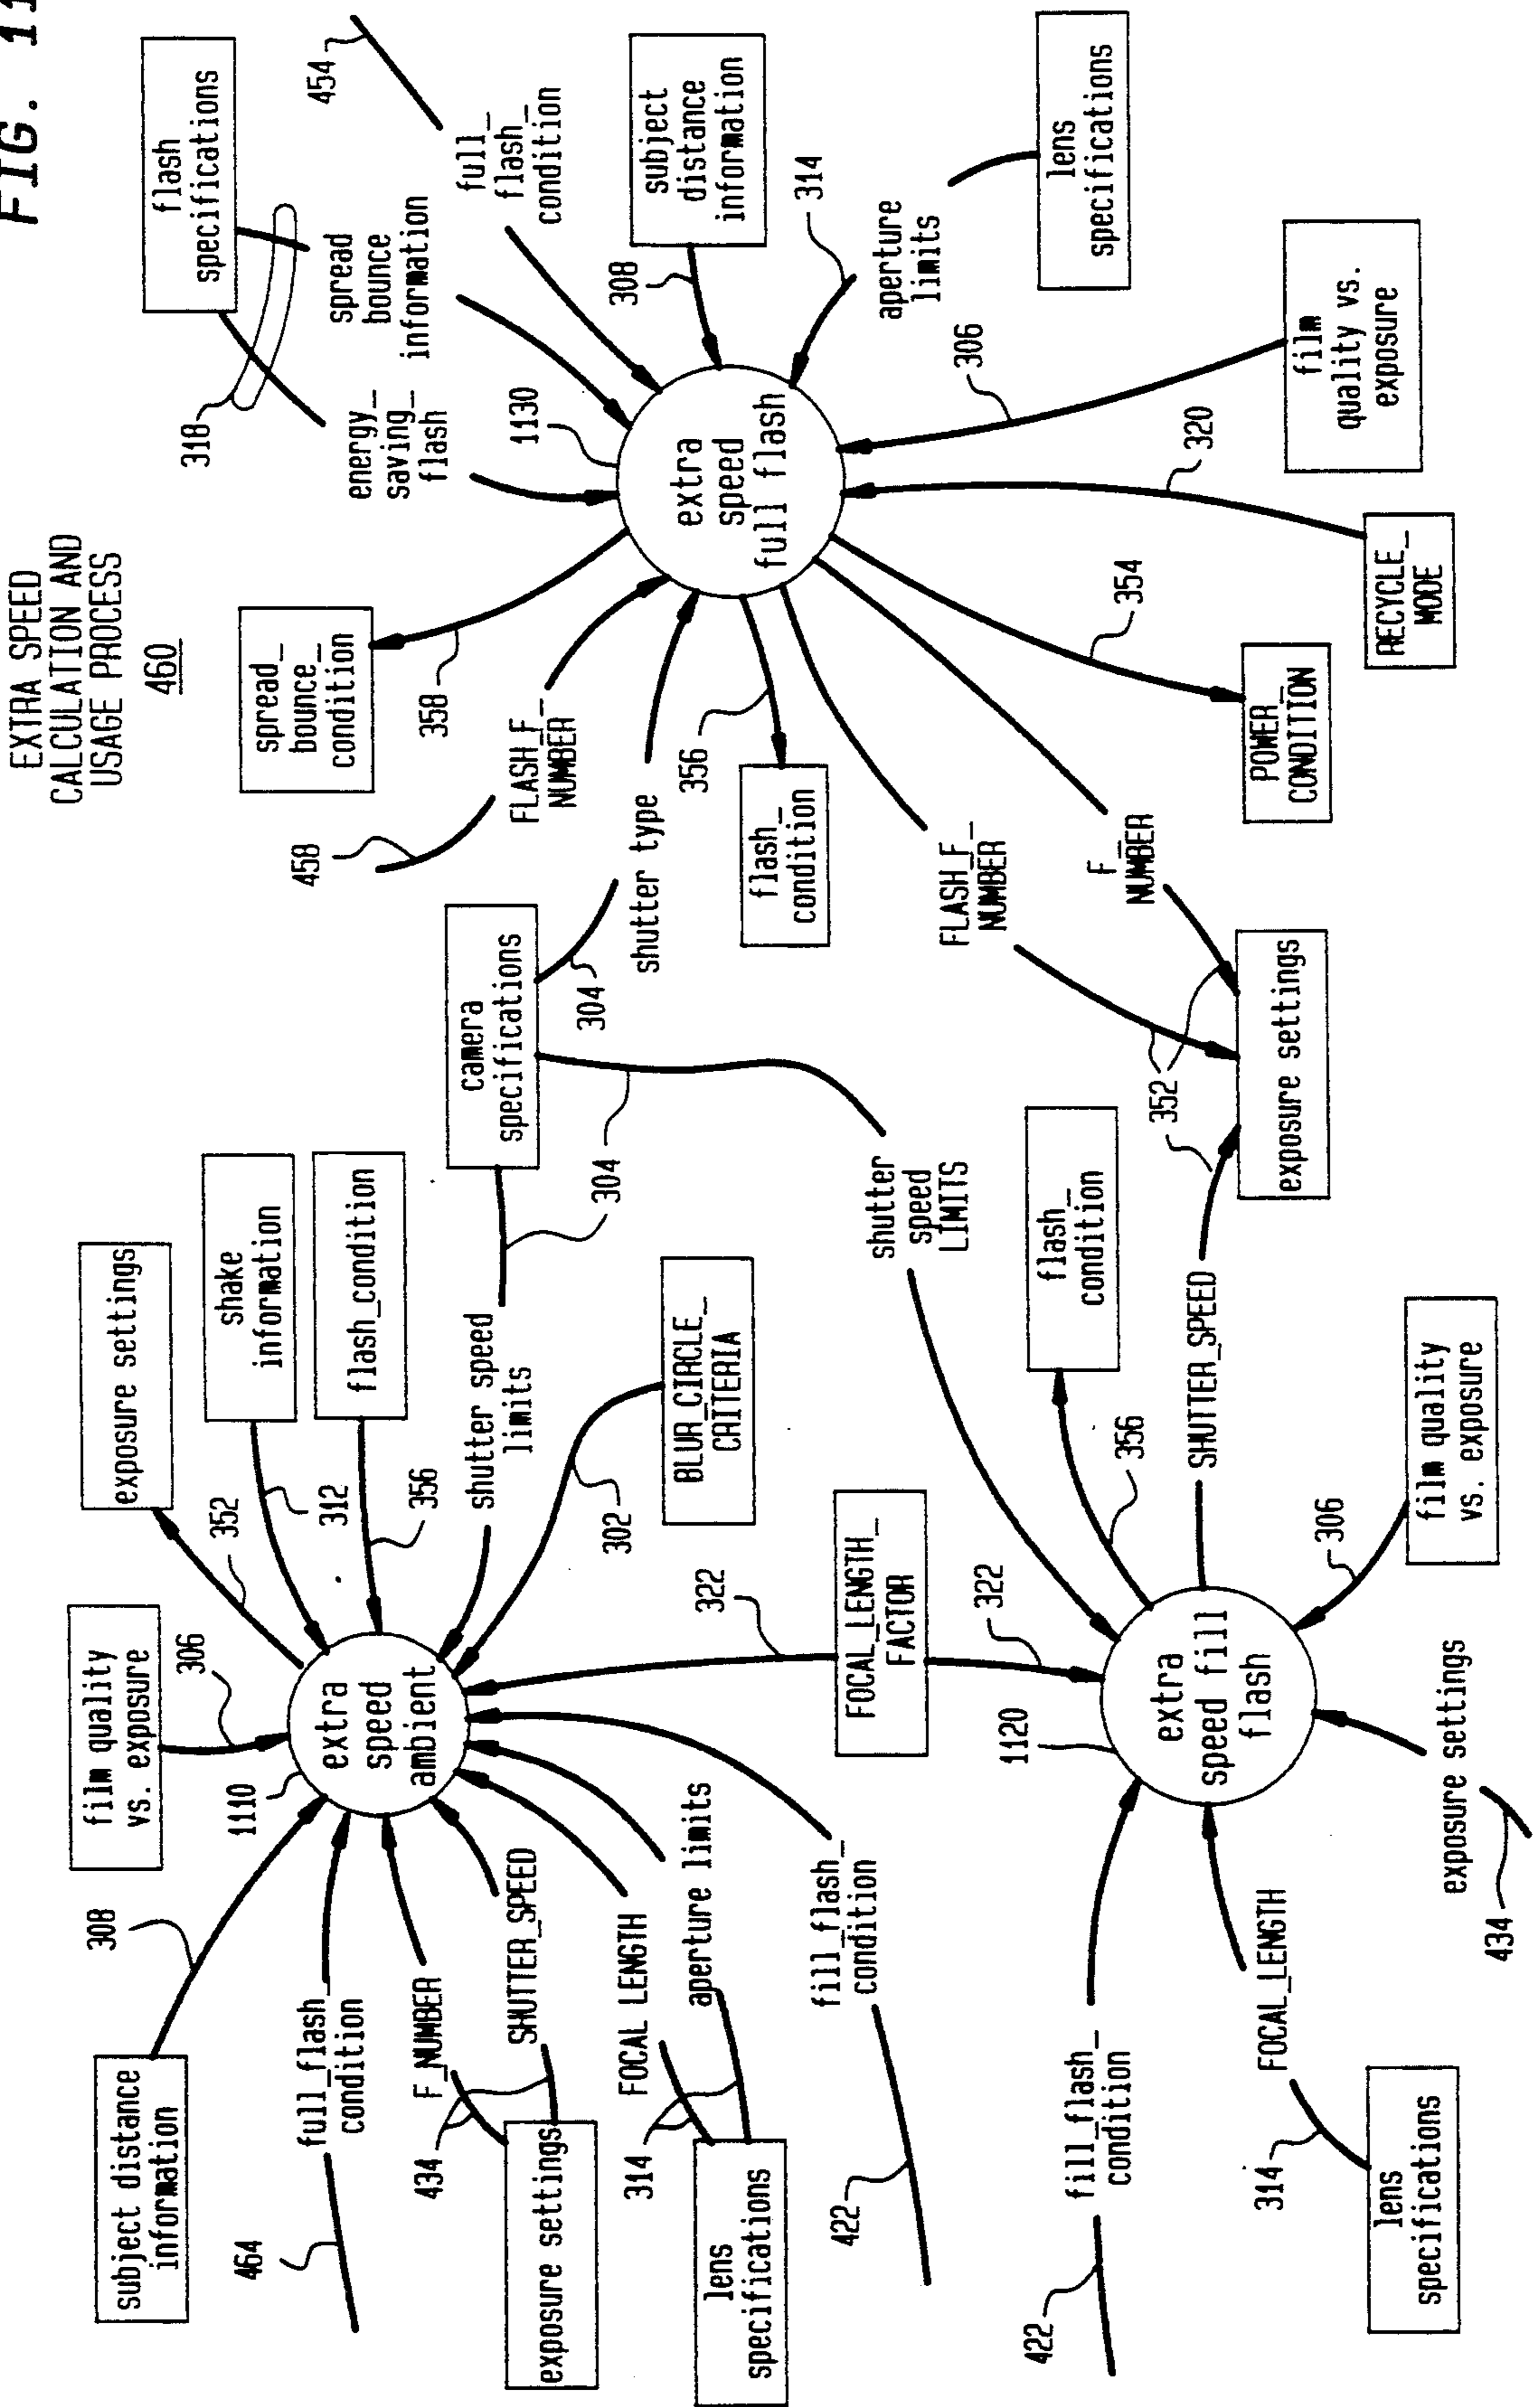 FIG. 11
EXTRA SPEED
CALCULATION AND
USAGE PROCESS
460
subject distance
information
308
film quality
vs. exposure
306
1110
352
exposure settings
shake
information
312
flash_condition
356
extra
speed
ambient
full_flash_
condition
464
F_NUMBER
434
SHUTTER_SPEED
exposure settings
FOCAL LENGTH
314
aperture limits
lens
specifications
fill_flash_
condition
422
shutter speed
limits
304
302
BLUR_CIRCLE_
CRITERIA
322
FOCAL_LENGTH_
FACTOR
322
camera
specifications
304
shutter type
304
shutter
speed
LIMITS
1120
extra
speed fill
flash
fill_flash_
condition
422
FOCAL_LENGTH
314
lens
specifications
exposure settings
434
306
film quality
vs. exposure
356
flash_
condition
SHUTTER_SPEED
352
exposure settings
spread_
bounce_
condition
358
458
FLASH_F_
NUMBER
356
flash_
condition
FLASH_F_
NUMBER
F_
NUMBER
354
POWER_
CONDITION
320
RECYCLE_
MODE
306
film
quality vs.
exposure
1130
extra
speed
full flash
318
flash
specifications
energy_
saving_
flash
spread
bounce
information
full_
flash_
condition
454
308
subject
distance
information
314
aperture
limits
lens
specifications